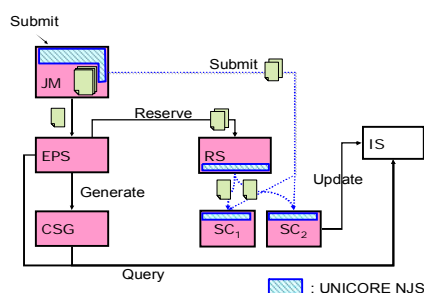 Submit
JM
Submit
Reserve
EPS
RS
IS
Generate
Update
CSG
SC1
SC2
Query
: UNICORE NJS